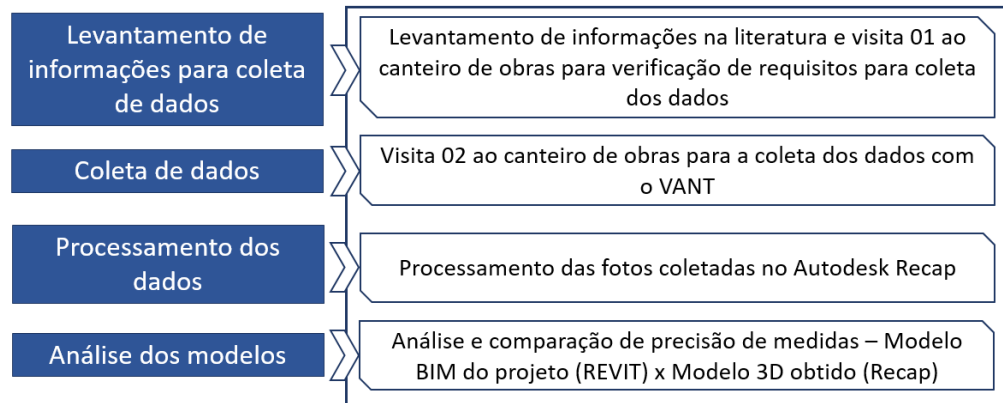 Levantamento de
informações para coleta
de dados
Levantamento de informações na literatura e visita 01 ao
canteiro de obras para verificação de requisitos para coleta
dos dados
Coleta de dados
Visita 02 ao canteiro de obras para a coleta dos dados com
o VANT
Processamento dos
dados
Processamento das fotos coletadas no Autodesk Recap
Análise dos modelos
Análise e comparação de precisão de medidas – Modelo
BIM do projeto (REVIT) x Modelo 3D obtido (Recap)